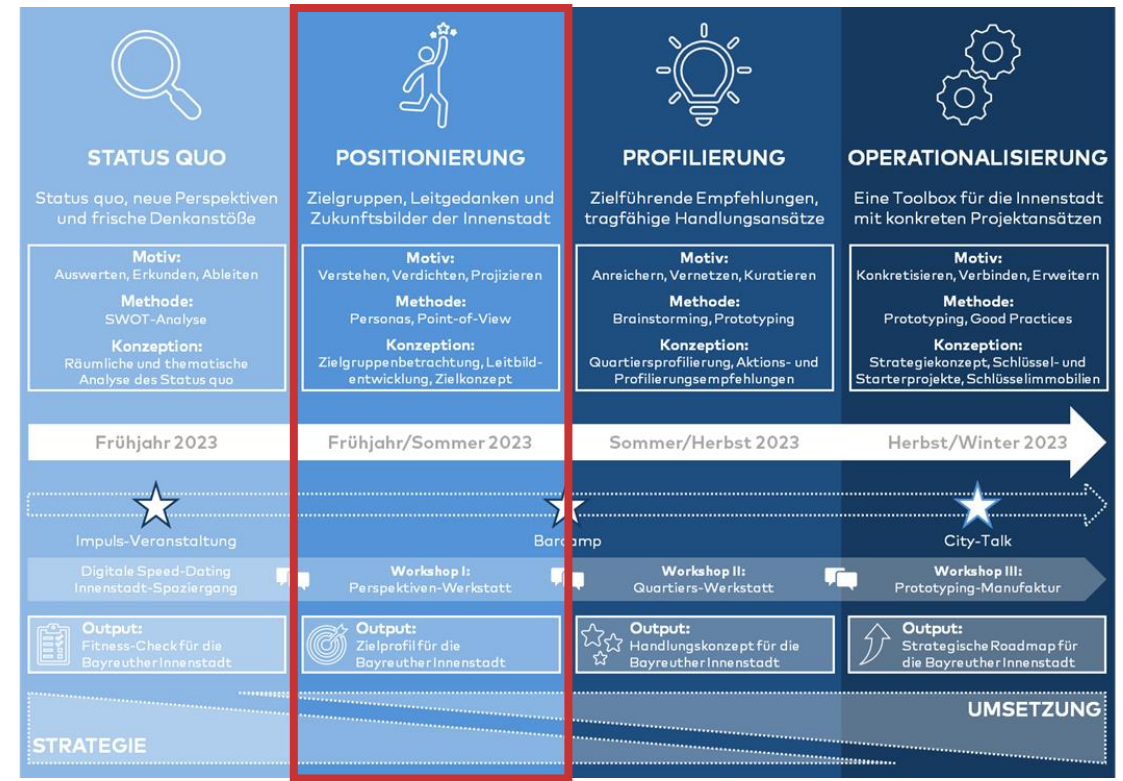 STATUS QUO
Status quo, neue Perspektiven
und frische Denkanstöße
Motiv:
Auswerten, Erkunden, Ableiten
Methode:
SWOT-Analyse
Konzeption:
Räumliche und thematische
Analyse des Status quo
POSITIONIERUNG
Zielgruppen, Leitgedanken und
Zukunftsbilder der Innenstadt
Motiv:
Verstehen, Verdichten, Projizieren
Methode:
Personas, Point-of-View
Konzeption:
Zielgruppenbetrachtung, Leitbild-
entwicklung, Zielkonzept
PROFILIERUNG
Zielführende Empfehlungen,
tragfähige Handlungsansätze
Motiv:
Anreichern, Vernetzen, Kuratieren
Methode:
Brainstorming, Prototyping
Konzeption:
Quartiersprofilierung, Aktions- und
Profilierungsempfehlungen
OPERATIONALISIERUNG
Eine Toolbox für die Innenstadt
mit konkreten Projektansätzen
Motiv:
Konkretisieren, Verbinden, Erweitern
Methode:
Prototyping, Good Practices
Konzeption:
Strategiekonzept, Schlüssel- und
Starterprojekte, Schlüsselimmobilien
Frühjahr 2023
Frühjahr/Sommer 2023
Sommer/Herbst 2023
Herbst/Winter 2023
Impuls-Veranstaltung
Barcamp
City-Talk
Digitale Speed-Dating
Innenstadt-Spaziergang
Workshop I:
Perspektiven-Werkstatt
Workshop II:
Quartiers-Werkstatt
Workshop III:
Prototyping-Manufaktur
Output:
Fitness-Check für die
Bayreuther Innenstadt
Output:
Zielprofil für die
Bayreuther Innenstadt
Output:
Handlungskonzept für die
Bayreuther Innenstadt
Output:
Strategische Roadmap für
die Bayreuther Innenstadt
UMSETZUNG
STRATEGIE